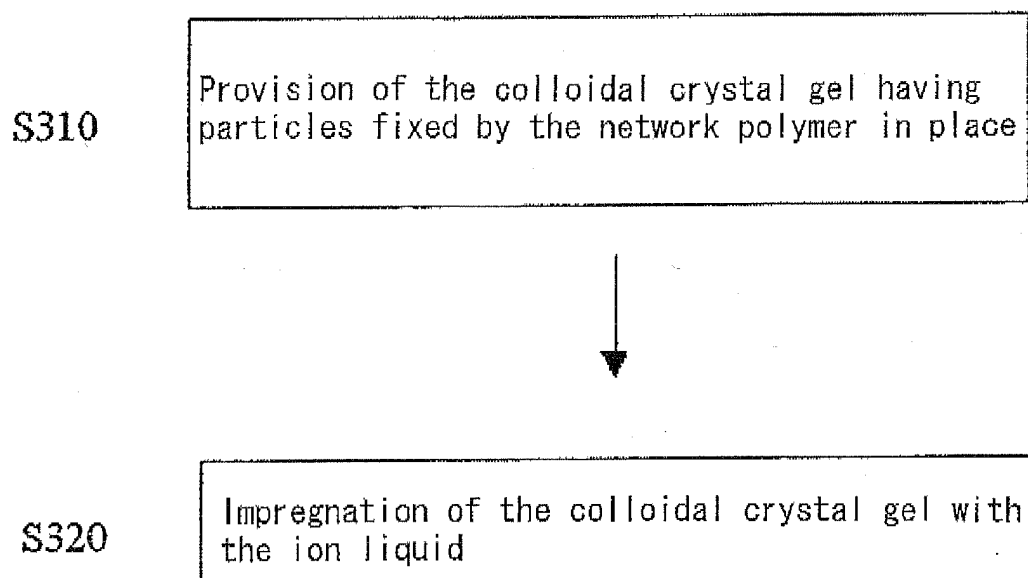 S310
Provision of the colloidal crystal gel having
particles fixed by the network polymer in place
S320
Impregnation of the colloidal crystal gel with
the ion liquid